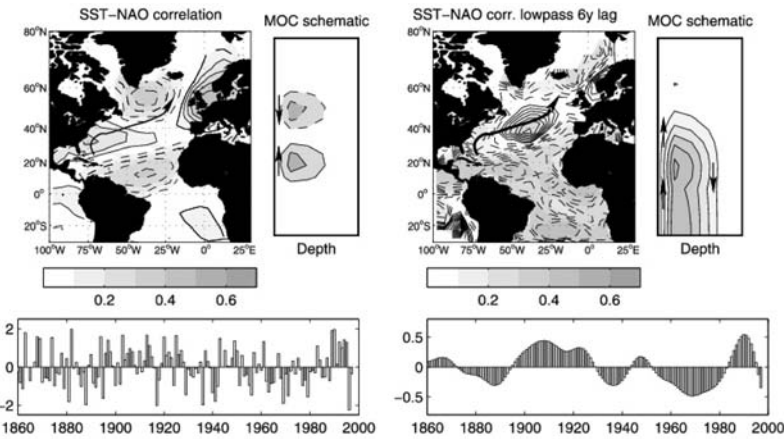 SST–NAO correlation
MOC schematic
80°N
60°N
40°N
20°N
0°
20°S
100°W 75°W 50°W 25°W 0° 25°E
Depth
0.2 0.4 0.6
2
0
−2
1860 1880 1900 1920 1940 1960 1980 2000
SST–NAO corr. lowpass 6y lag
MOC schematic
80°N
60°N
40°N
20°N
0°
20°S
100°W 75°W 50°W 25°W 0° 25°E
Depth
0.2 0.4 0.6
0.5
0
−0.5
1860 1880 1900 1920 1940 1960 1980 2000